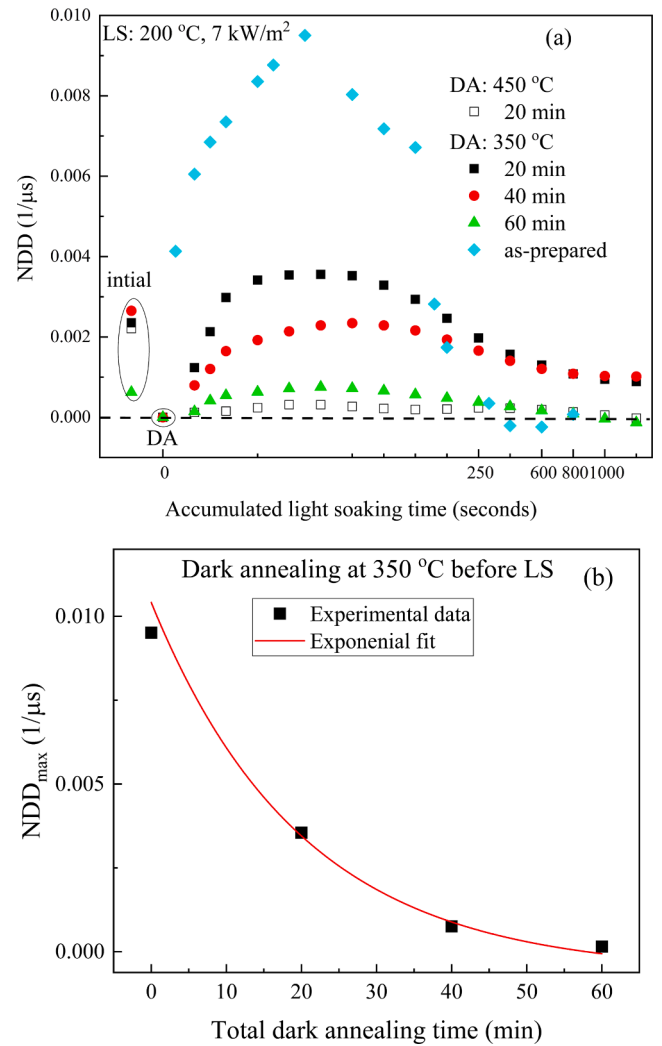 LS: 200 °C, 7 kW/m²
(a)
DA: 450 °C
20 min
DA: 350 °C
20 min
40 min
60 min
as-prepared
0.010
0.008
0.006
0.004
0.002
0.000
NDD (1/μs)
intial
DA
0
250
600
800
1000
Accumulated light soaking time (seconds)
Dark annealing at 350 °C before LS
(b)
Experimental data
Exponenial fit
0.010
0.005
0.000
NDDmax (1/μs)
0
10
20
30
40
50
60
Total dark annealing time (min)